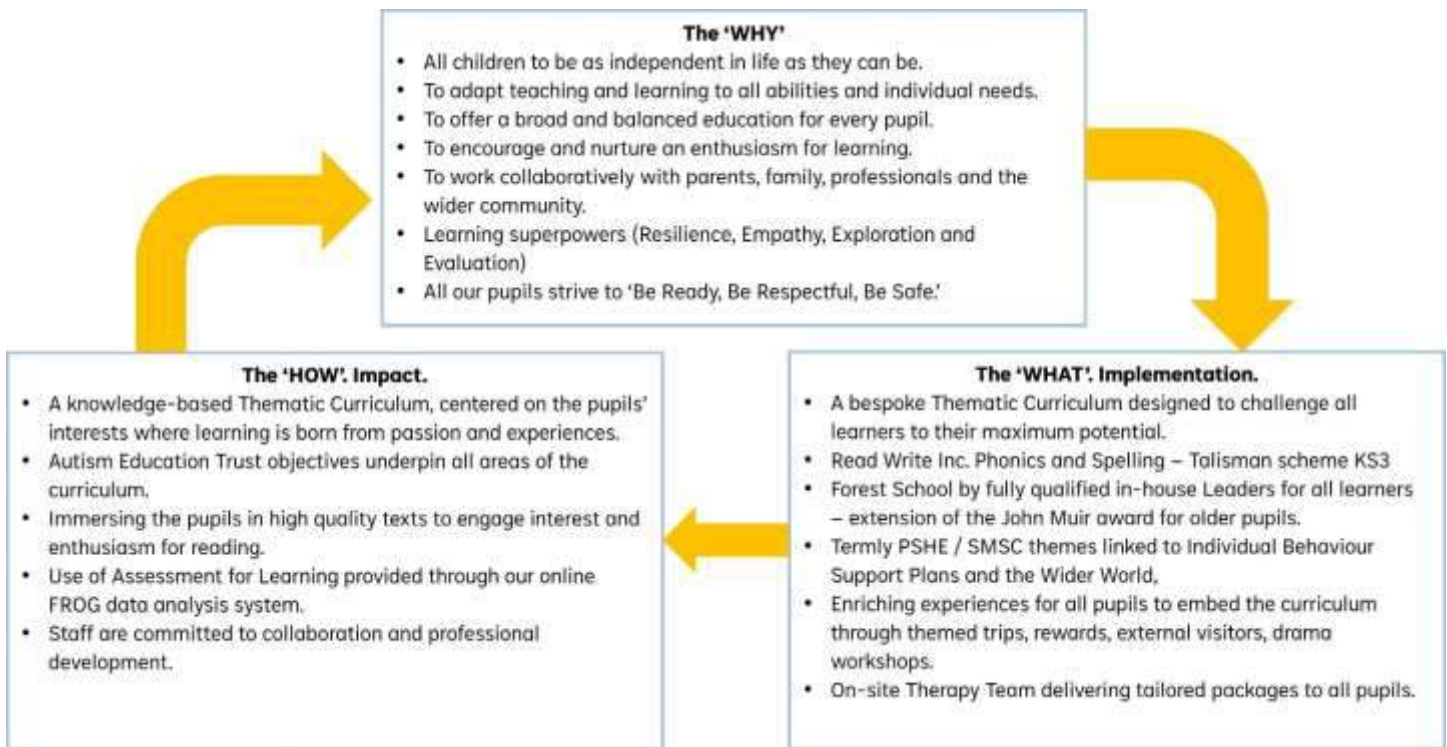 The ‘WHY’
• All children to be as independent in life as they can be.
• To adapt teaching and learning to all abilities and individual needs.
• To offer a broad and balanced education for every pupil.
• To encourage and nurture an enthusiasm for learning.
• To work collaboratively with parents, family, professionals and the
wider community.
• Learning superpowers (Resilience, Empathy, Exploration and
Evaluation)
• All our pupils strive to ‘Be Ready, Be Respectful, Be Safe.’
The ‘HOW’. Impact.
• A knowledge-based Thematic Curriculum, centered on the pupils’
interests where learning is born from passion and experiences.
• Autism Education Trust objectives underpin all areas of the
curriculum.
• Immersing the pupils in high quality texts to engage interest and
enthusiasm for reading.
• Use of Assessment for Learning provided through our online
FROG data analysis system.
• Staff are committed to collaboration and professional
development.
The ‘WHAT’. Implementation.
• A bespoke Thematic Curriculum designed to challenge all
learners to their maximum potential.
• Read Write Inc. Phonics and Spelling – Talisman scheme KS3
• Forest School by fully qualified in-house Leaders for all learners
– extension of the John Muir award for older pupils.
• Termly PSHE / SMSC themes linked to Individual Behaviour
Support Plans and the Wider World,
• Enriching experiences for all pupils to embed the curriculum
through themed trips, rewards, external visitors, drama
workshops.
• On-site Therapy Team delivering tailored packages to all pupils.